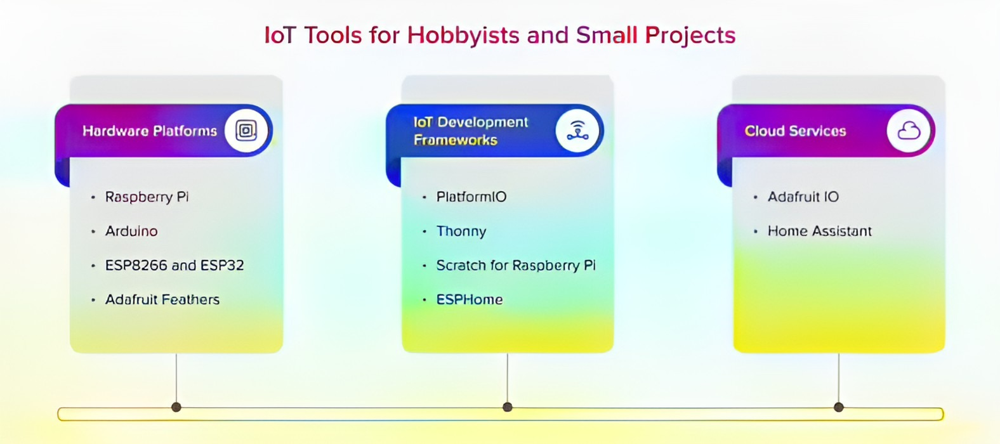 IoT Tools for Hobbyists and Small Projects
Hardware Platforms
• Raspberry Pi
• Arduino
• ESP8266 and ESP32
• Adafruit Feathers
IoT Development
Frameworks
• PlatformIO
• Thonny
• Scratch for Raspberry Pi
• ESPHome
Cloud Services
• Adafruit IO
• Home Assistant